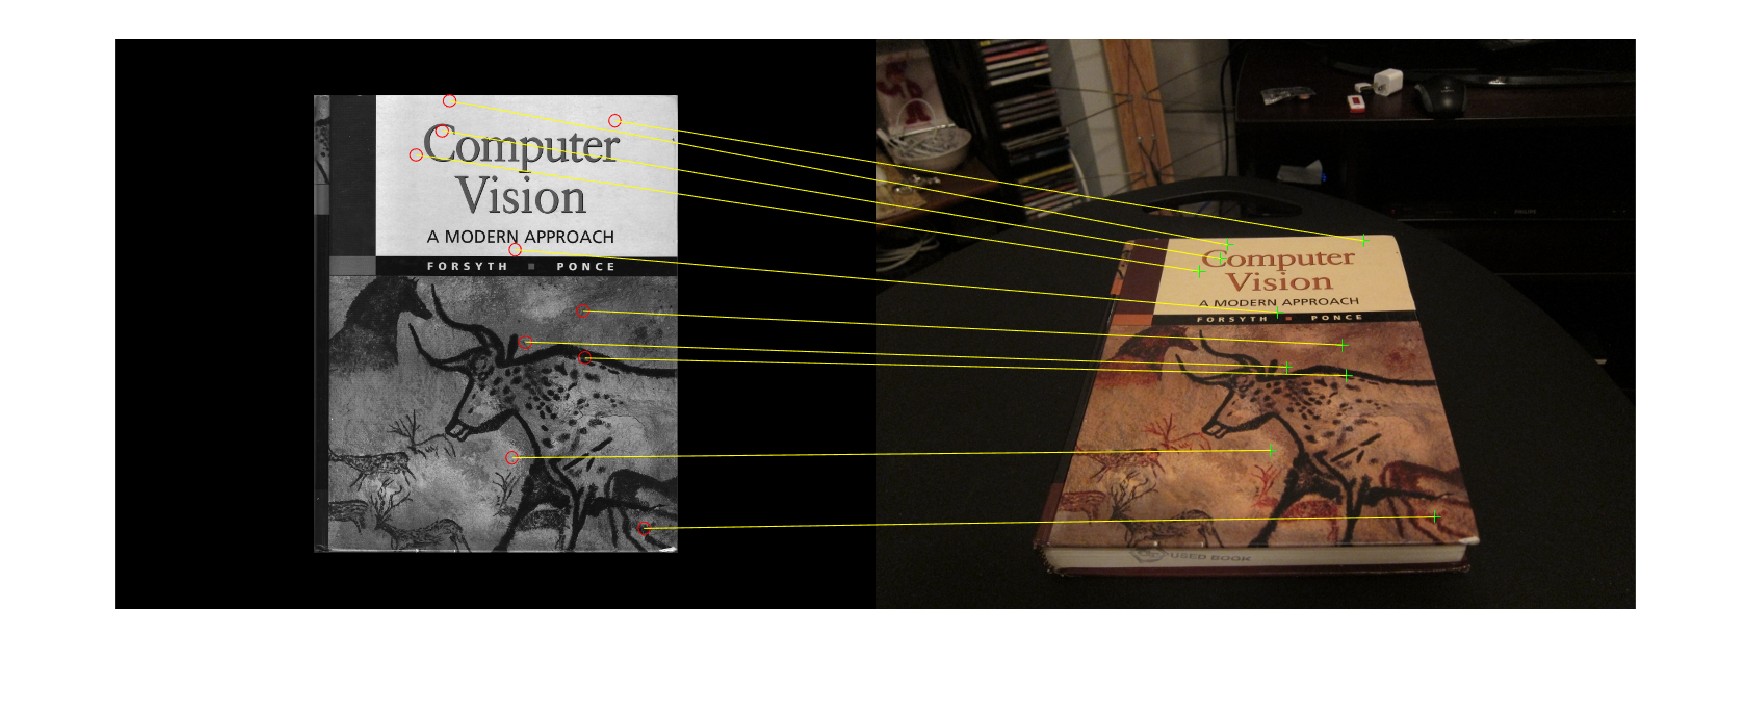 Computer
Vision
A MODERN APPROACH
FORSYTH PONCE
Computer
Vision
A MODERN APPROACH
FORSYTH PONCE
USED BOOK